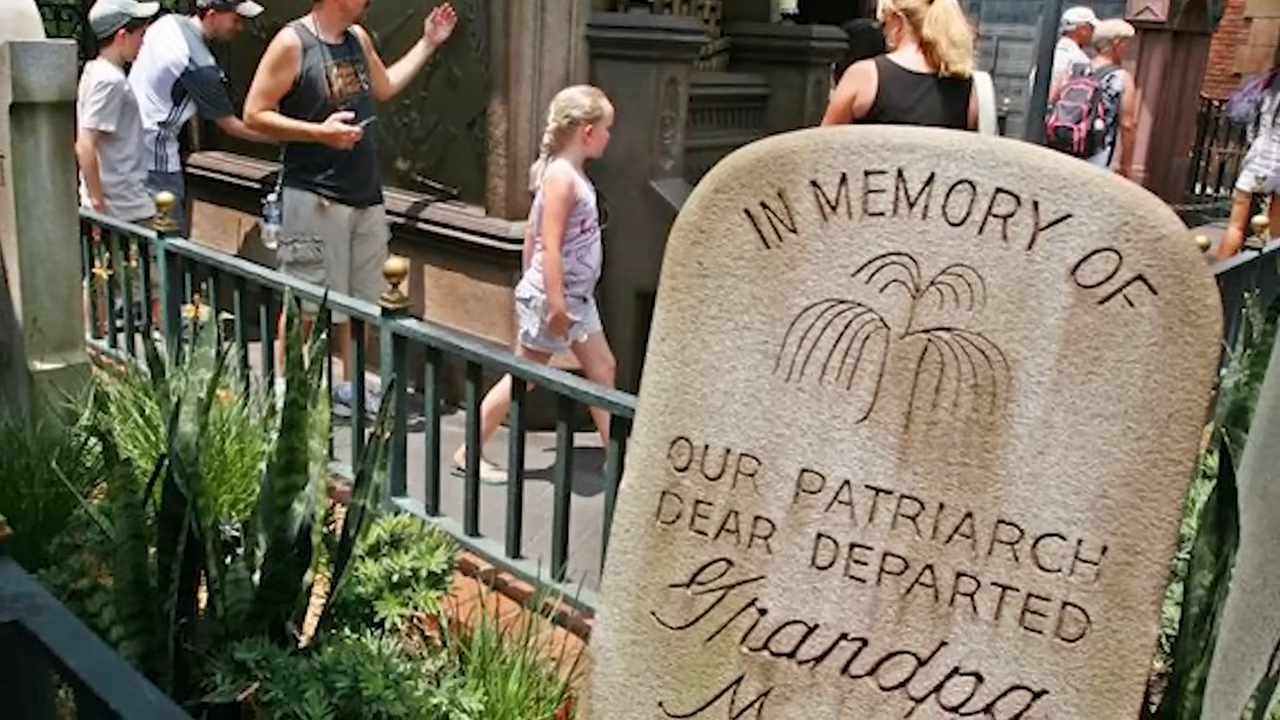 IN MEMORY OF
OUR PATRIARCH
DEAR DEPARTED
Grandpa
M